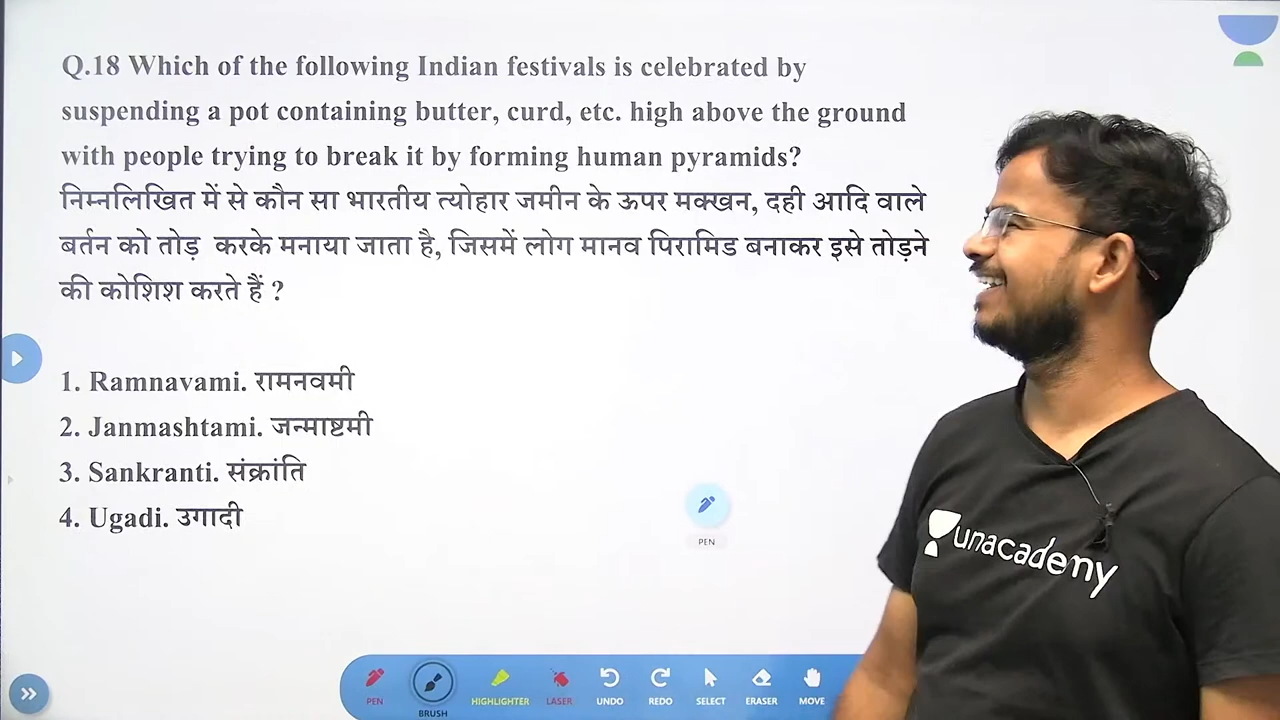 Q.18 Which of the following Indian festivals is celebrated by
suspending a pot containing butter, curd, etc. high above the ground
with people trying to break it by forming human pyramids?
निम्नलिखित में से कौन सा भारतीय त्योहार जमीन के ऊपर मक्खन, दही आदि वाले
बर्तन को तोड़ करके मनाया जाता है, जिसमें लोग मानव पिरामिड बनाकर इसे तोड़ने
की कोशिश करते हैं ?
1. Ramnavami. रामनवमी
2. Janmashtami. जन्माष्टमी
3. Sankranti. संक्रांति
4. Ugadi. उगादी
PEN
unacademy
PEN
BRUSH
HIGHLIGHTER
LASER
UNDO
REDO
SELECT
ERASER
MOVE